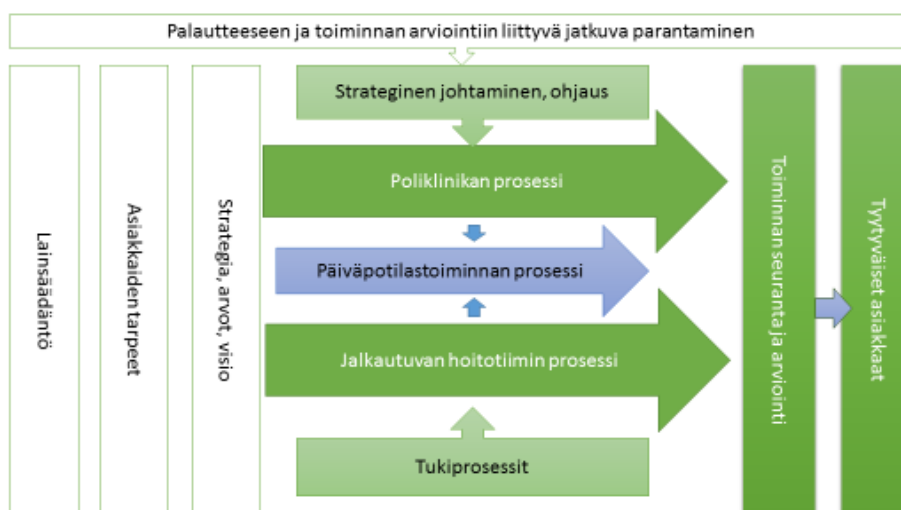 Palautteeseen ja toiminnan arviointiin liittyvä jatkuva parantaminen
Lainsäädäntö
Asiakkaiden tarpeet
Strategia, arvot, visio
Strateginen johtaminen, ohjaus
Poliklinikan prosessi
Päiväpotilastoiminnan prosessi
Jalkautuvan hoitotiimin prosessi
Tukiprosessit
Toiminnan seuranta ja arviointi
Tyytyväiset asiakkaat